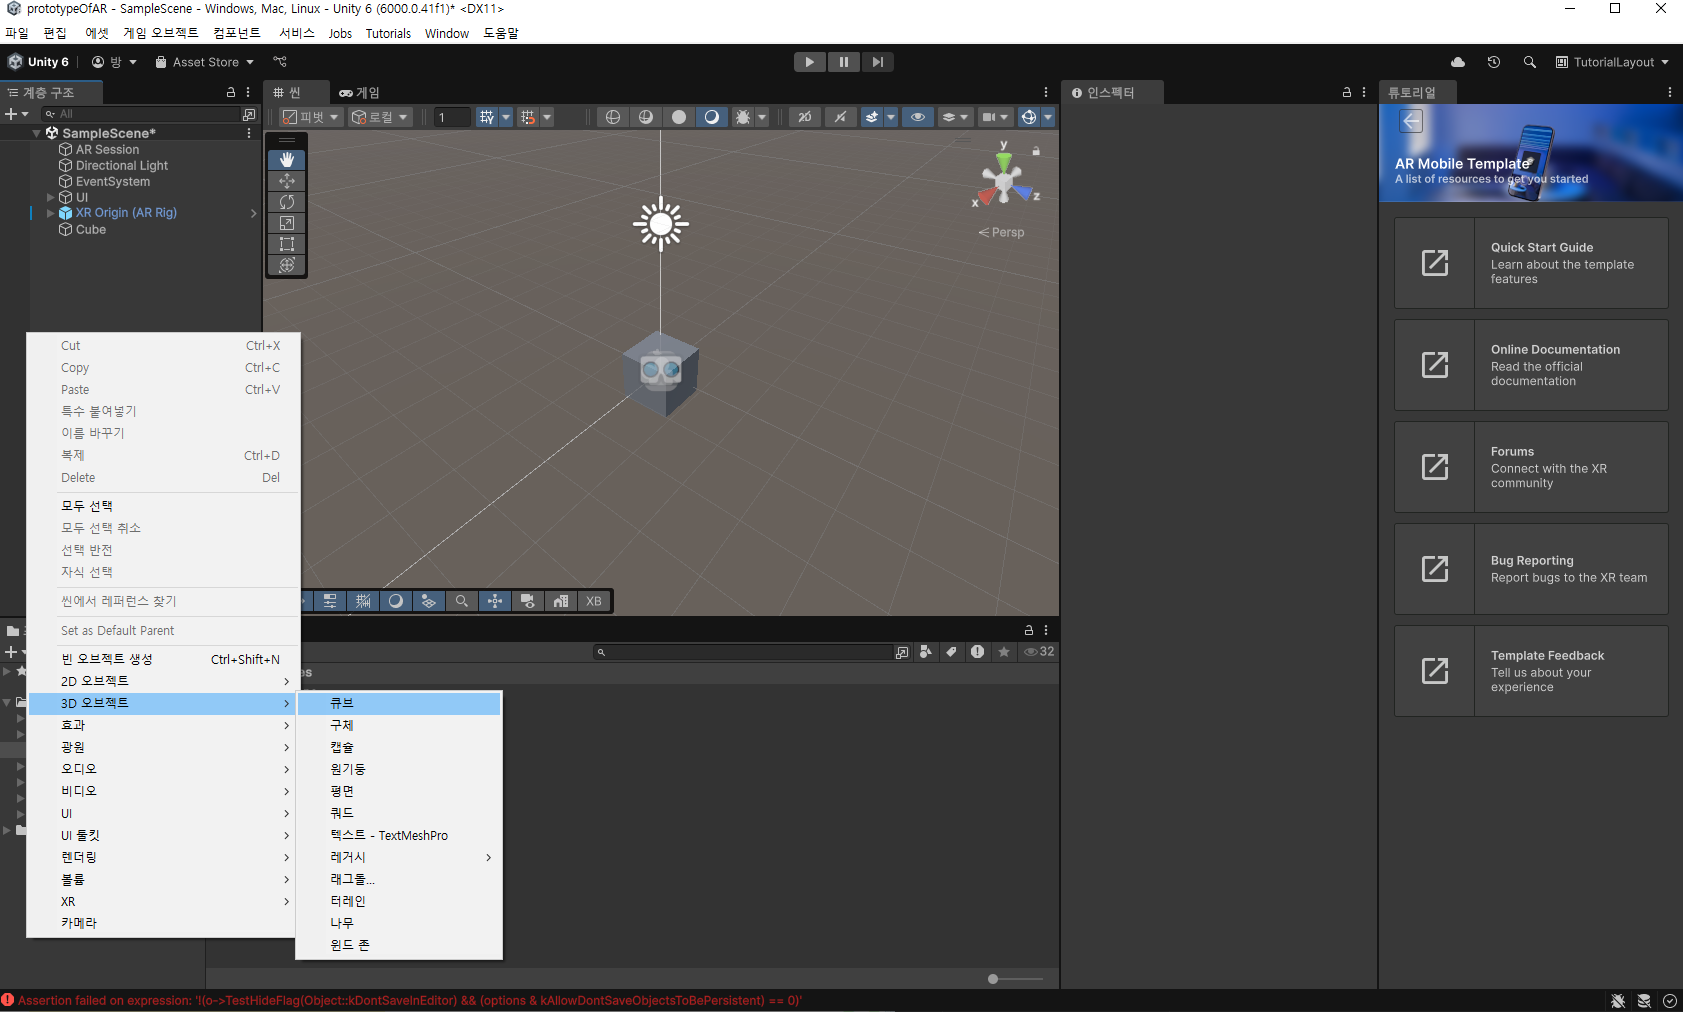 prototypeOfAR - SampleScene - Windows, Mac, Linux - Unity 6 (6000.0.41f1)* <DX11>
파일 편집 에셋 게임 오브젝트 컴포넌트 서비스 Jobs Tutorials Window 도움말
Unity 6 방 Asset Store TutorialLayout
계층 구조
All
SampleScene*
AR Session
Directional Light
EventSystem
UI
XR Origin (AR Rig)
Cube
씬 게임
피벗 로컬 1 2D
y
x
z
Persp
XB
인스펙터
튜토리얼
AR Mobile Template
A list of resources to get you started
Quick Start Guide
Learn about the template
features
Online Documentation
Read the official
documentation
Forums
Connect with the XR
community
Bug Reporting
Report bugs to the XR team
Template Feedback
Tell us about your
experience
Cut Ctrl+X
Copy Ctrl+C
Paste Ctrl+V
특수 붙여넣기
이름 바꾸기
복제 Ctrl+D
Delete Del
모두 선택
모두 선택 취소
선택 반전
자식 선택
씬에서 레퍼런스 찾기
Set as Default Parent
빈 오브젝트 생성 Ctrl+Shift+N
2D 오브젝트
3D 오브젝트
효과
광원
오디오
비디오
UI
UI 툴킷
렌더링
볼륨
XR
카메라
큐브
구체
캡슐
원기둥
평면
쿼드
텍스트 - TextMeshPro
레거시
래그돌...
터레인
나무
윈드 존
32
es
Assertion failed on expression: '!(o->TestHideFlag(Object::kDontSaveInEditor) && (options & kAllowDontSaveObjectsToBePersistent) == 0)'